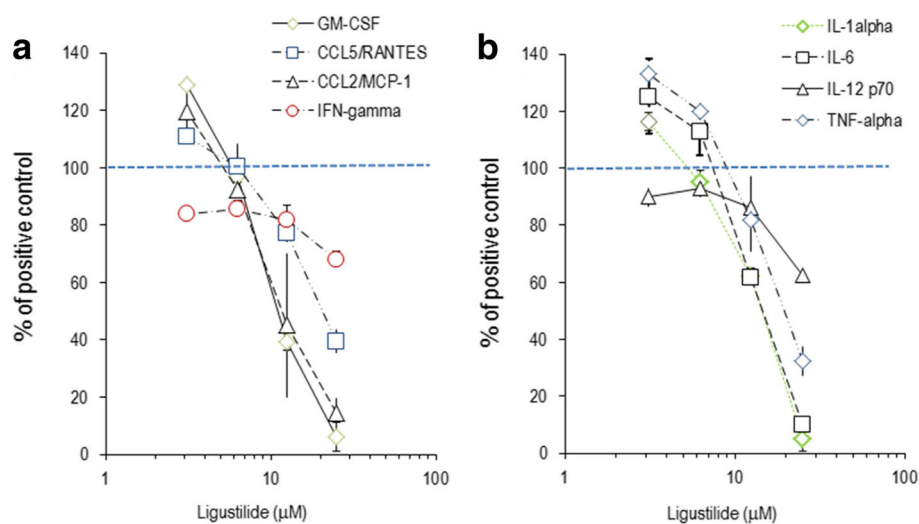 a
GM-CSF
CCL5/RANTES
CCL2/MCP-1
IFN-gamma
% of positive control
140
120
100
80
60
40
20
0
1
10
100
Ligustilide (µM)
b
IL-1alpha
IL-6
IL-12 p70
TNF-alpha
% of positive control
140
120
100
80
60
40
20
0
1
10
100
Ligustilide (µM)